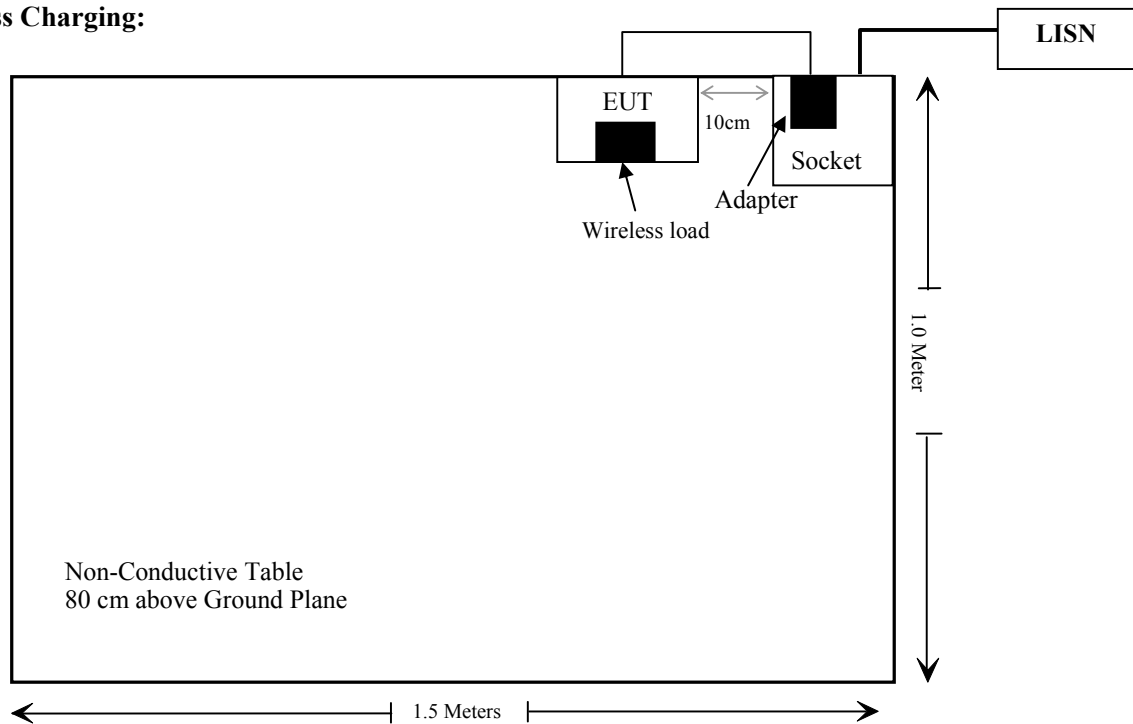 ss Charging:
LISN
EUT
10cm
Socket
Adapter
Wireless load
1.0 Meter
Non-Conductive Table
80 cm above Ground Plane
1.5 Meters